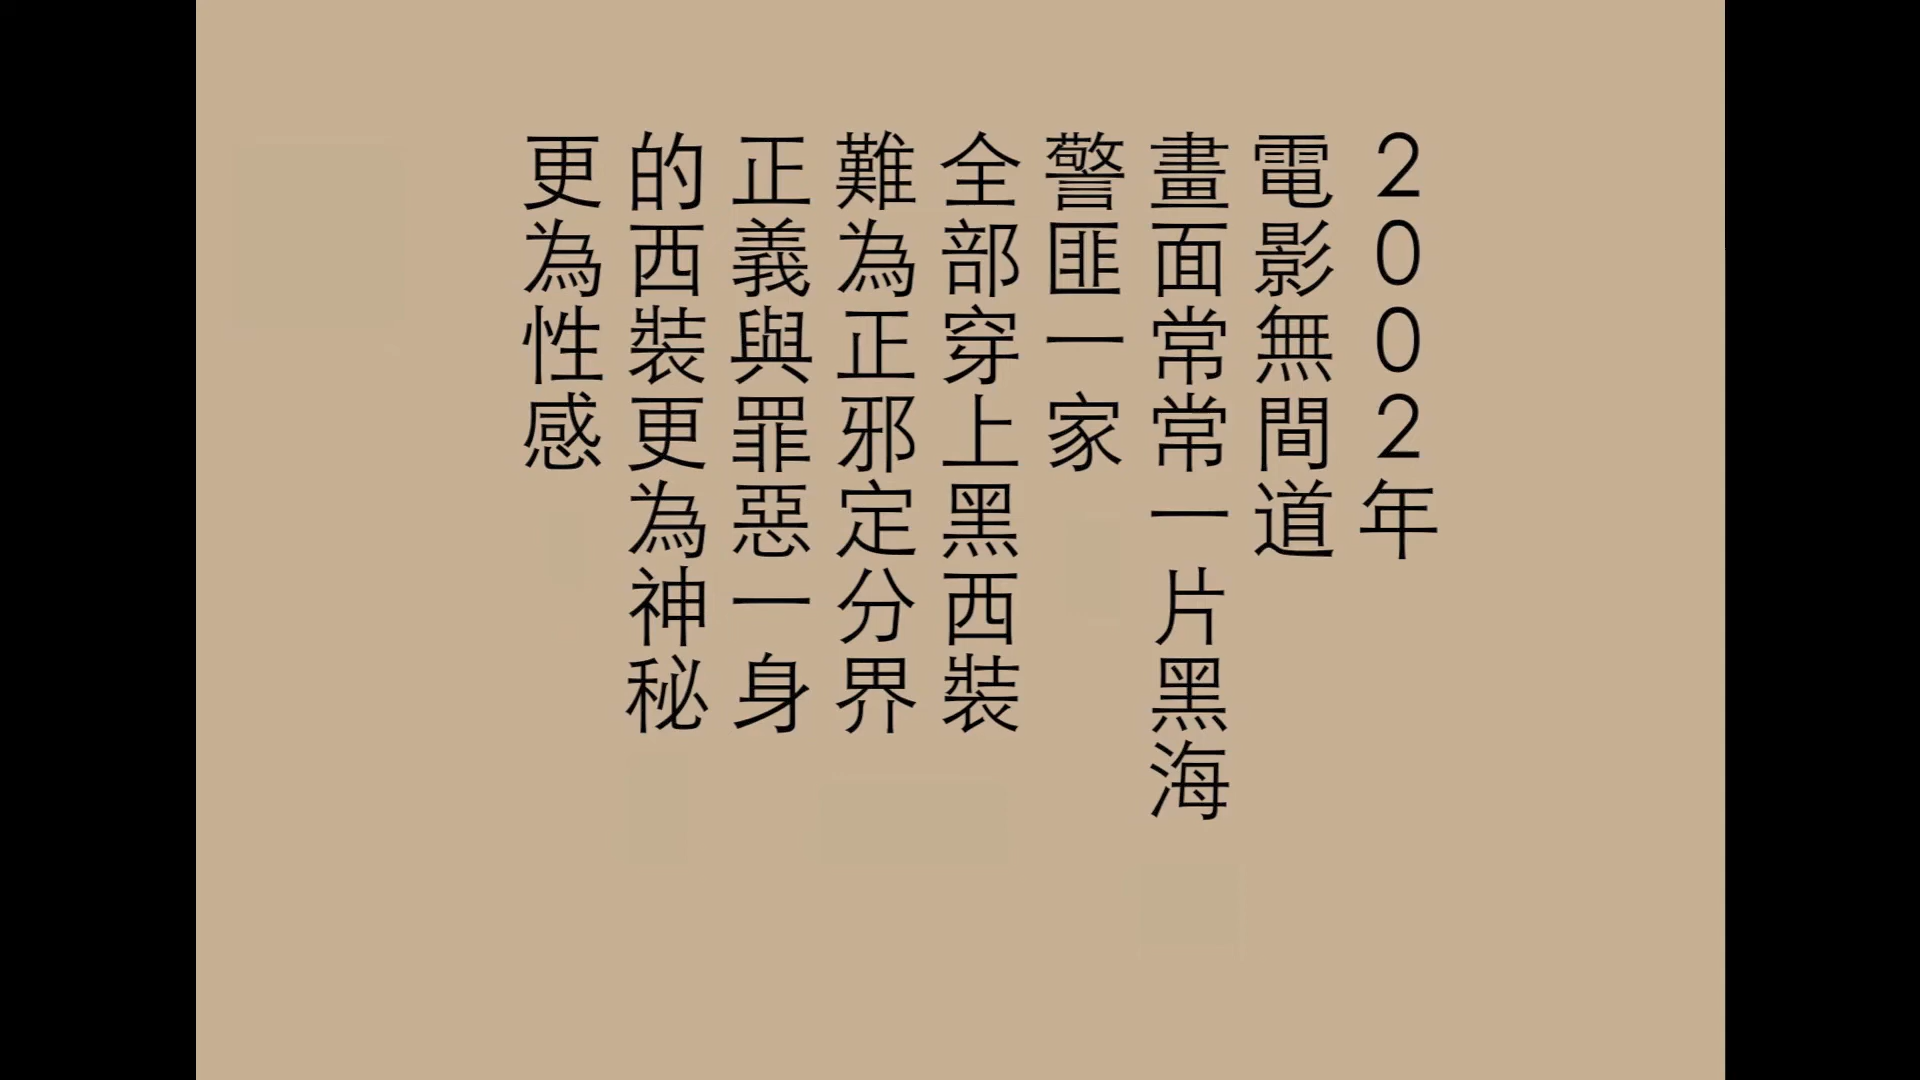 2002年
電影無間道
畫面常常一片黑海
警匪一家
全部穿上黑西裝
難為正邪定分界
正義與罪惡一身
的西裝更為神秘
更為性感